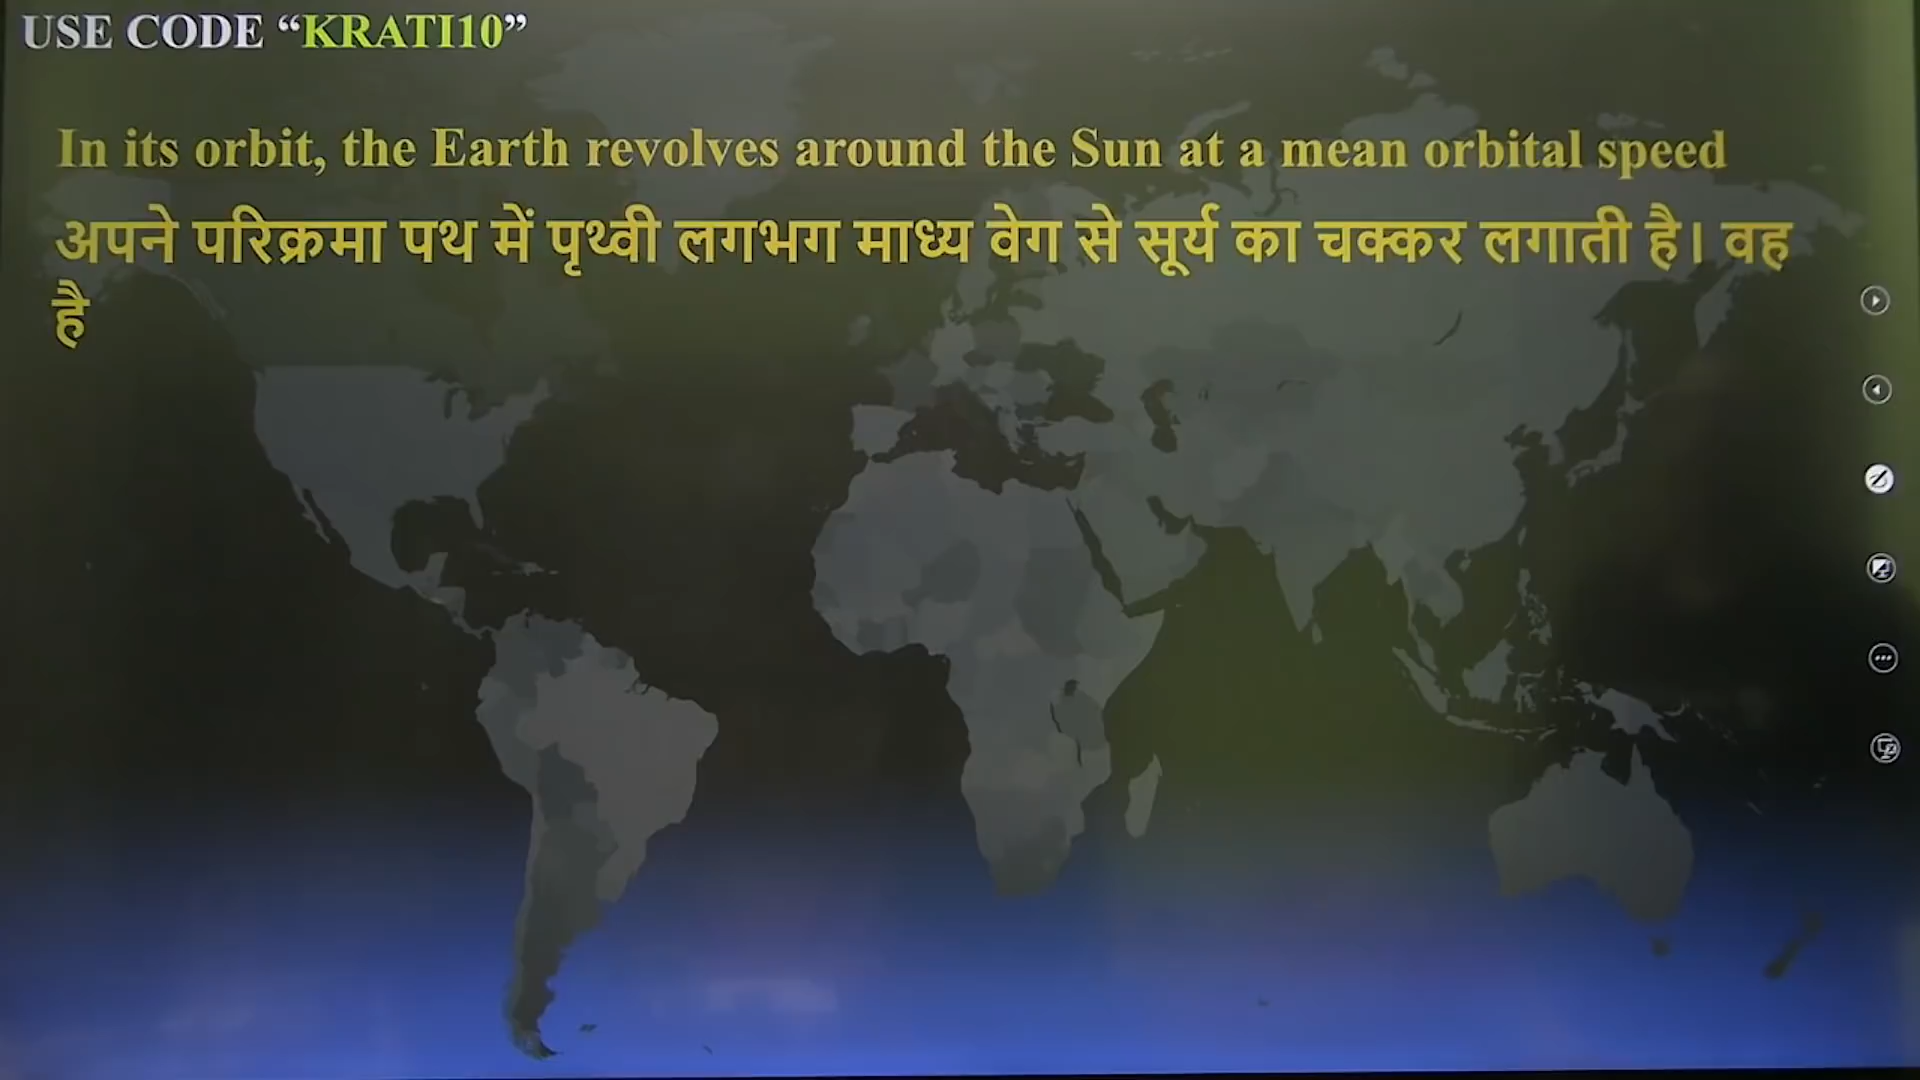 USE CODE “KRATI10”
In its orbit, the Earth revolves around the Sun at a mean orbital speed
अपने परिक्रमा पथ में पृथ्वी लगभग माध्य वेग से सूर्य का चक्कर लगाती है। वह
है